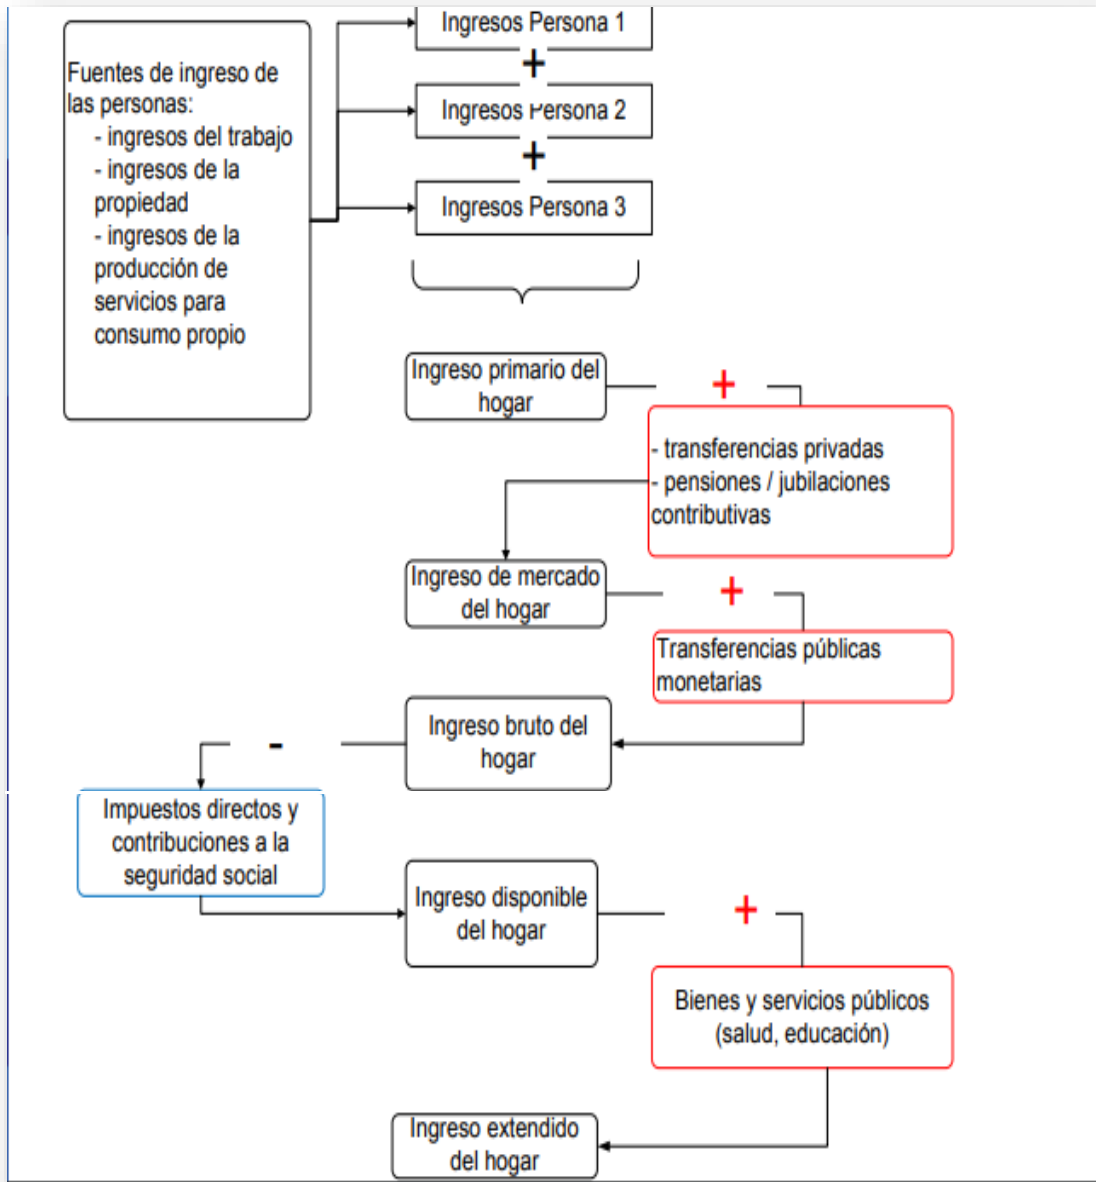 Ingresos Persona 1
+
Fuentes de ingreso de
las personas:
- ingresos del trabajo
- ingresos de la
propiedad
- ingresos de la
producción de
servicios para
consumo propio
Ingresos Persona 2
+
Ingresos Persona 3
Ingreso primario del
hogar
+
- transferencias privadas
- pensiones / jubilaciones
contributivas
Ingreso de mercado
del hogar
+
Transferencias públicas
monetarias
Ingreso bruto del
hogar
-
Impuestos directos y
contribuciones a la
seguridad social
Ingreso disponible
del hogar
+
Bienes y servicios públicos
(salud, educación)
Ingreso extendido
del hogar